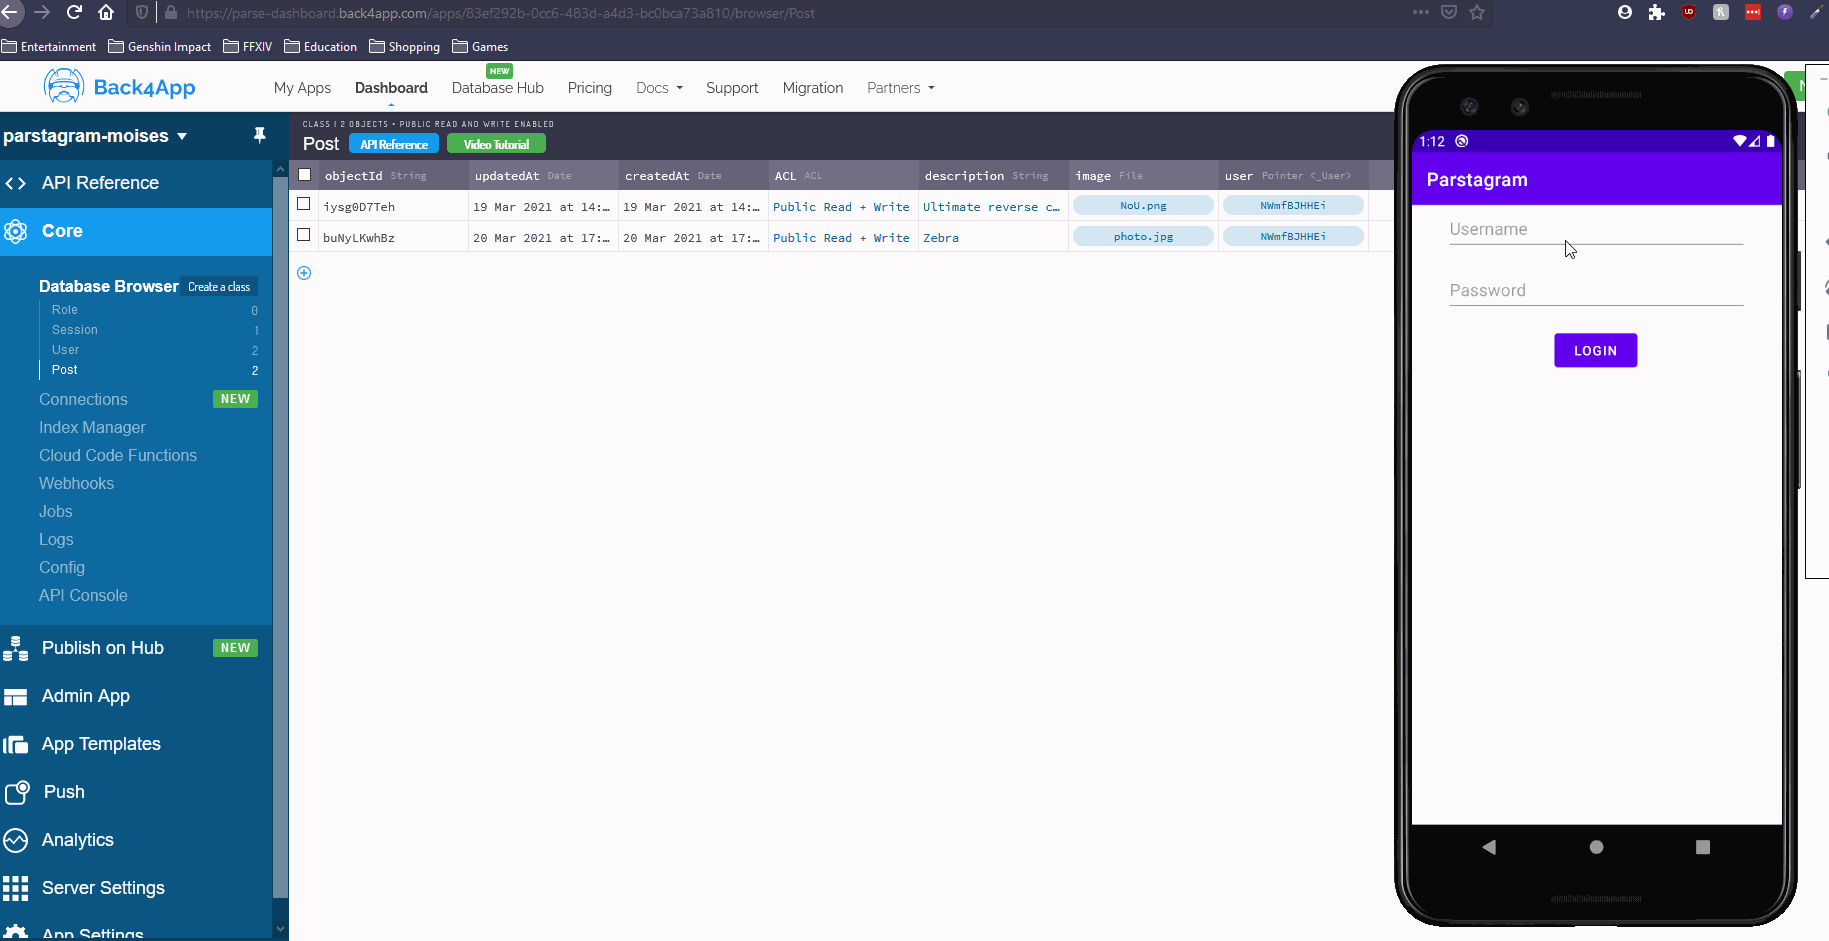 https://parse-dashboard.back4app.com/apps/83ef292b-0cc6-483d-a4d3-bc0bca73a810/browser/Post
Entertainment Genshin Impact FFXIV Education Shopping Games
Back4App My Apps Dashboard NEW Database Hub Pricing Docs Support Migration Partners
parstagram-moises
API Reference
Core
Database Browser Create a class
Role 0
Session 1
User 2
Post 2
Connections NEW
Index Manager
Cloud Code Functions
Webhooks
Jobs
Logs
Config
API Console
Publish on Hub NEW
Admin App
App Templates
Push
Analytics
Server Settings
App Settings
CLASS | 2 OBJECTS • PUBLIC READ AND WRITE ENABLED
Post API Reference Video Tutorial
objectId String updatedAt Date createdAt Date ACL ACL description String image File user Pointer <_User>
iysg0D7Teh 19 Mar 2021 at 14:… 19 Mar 2021 at 14:… Public Read + Write Ultimate reverse c… NoU.png NWmfBJHHEi
buNyLKwhBz 20 Mar 2021 at 17:… 20 Mar 2021 at 17:… Public Read + Write Zebra photo.jpg NWmfBJHHEi
1:12
Parstagram
Username
Password
LOGIN